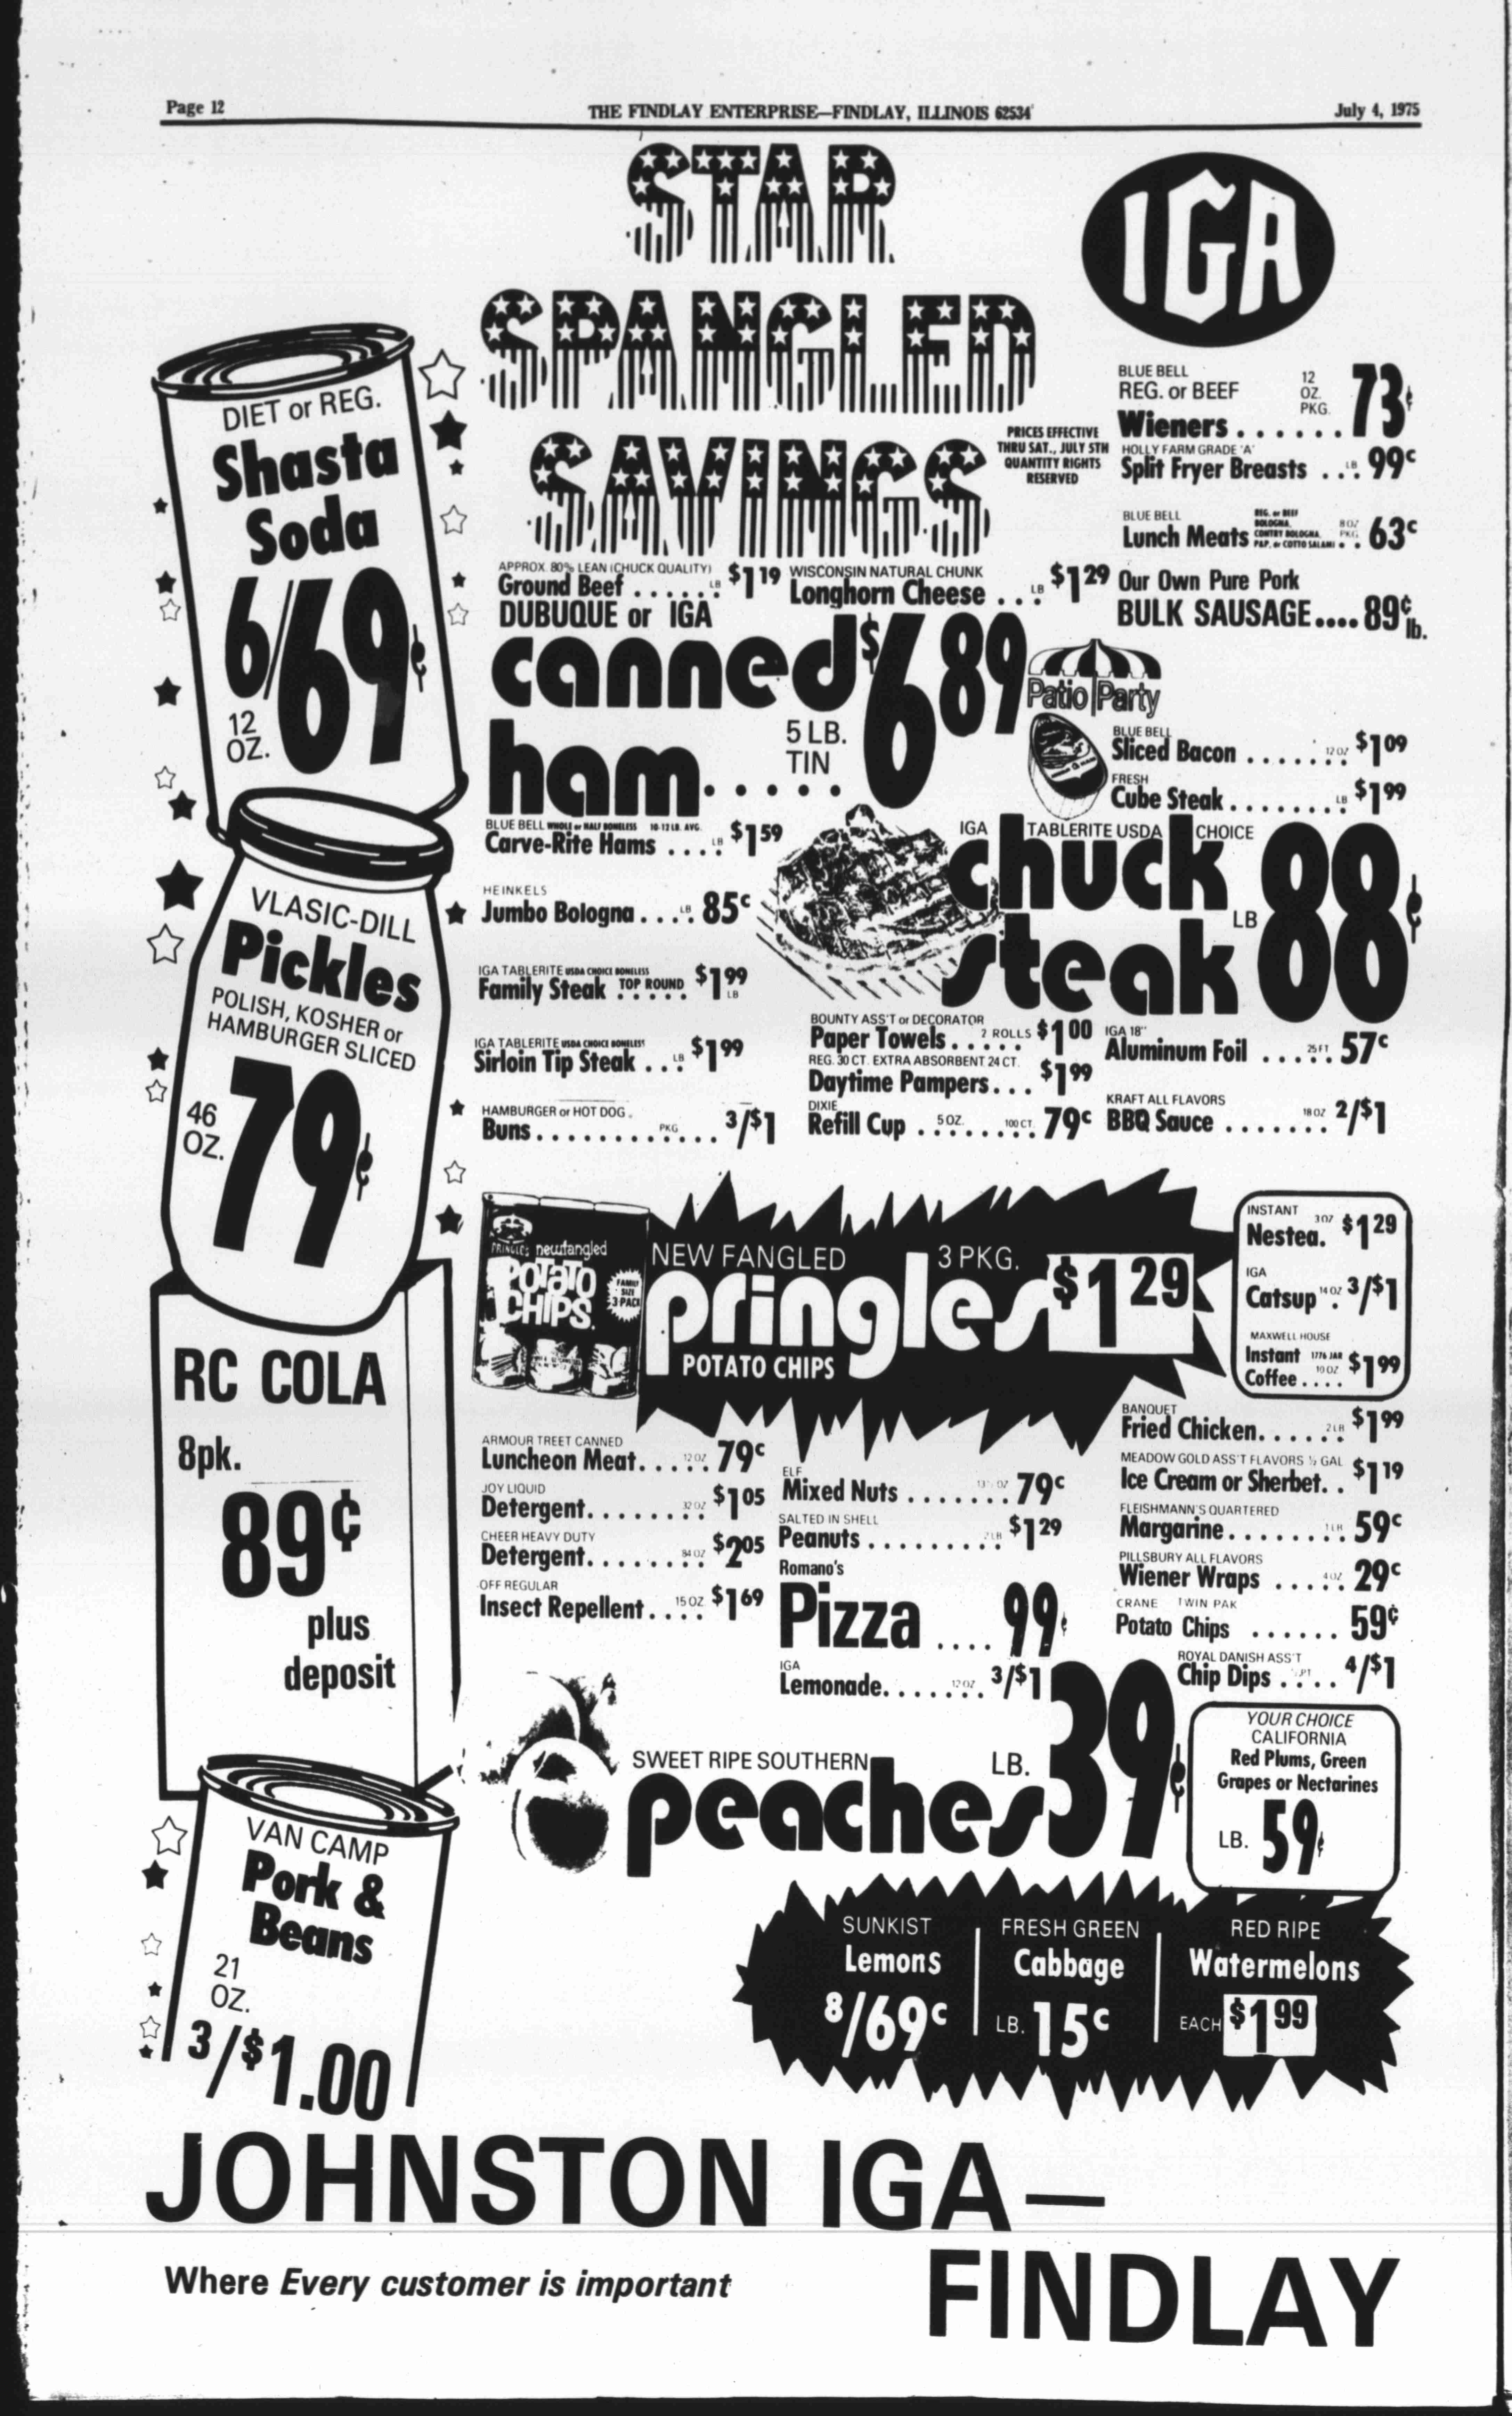 Page 12
THE FINDLAY ENTERPRISE—FINDLAY, ILLINOIS 62534
July 4, 1975
STAR
SPANGLED
SAVINGS
IGA
PRICES EFFECTIVE
THRU SAT., JULY 5TH
QUANTITY RIGHTS
RESERVED
DIET or REG.
Shasta
Soda
6/69¢
12
OZ.
VLASIC-DILL
Pickles
POLISH, KOSHER or
HAMBURGER SLICED
46
OZ.
79¢
RC COLA
8pk.
89¢
plus
deposit
VAN CAMP
Pork &
Beans
21
OZ.
3/$1.00
BLUE BELL
REG. or BEEF
Wieners......
12
OZ.
PKG.
73¢
HOLLY FARM GRADE 'A'
Split Fryer Breasts ... LB 99¢
BLUE BELL
Lunch Meats
REG. or BEEF
BOLOGNA,
CONTRY BOLOGNA
P&P, or COTTO SALAMI
8 OZ
PKG. 63¢
APPROX. 80% LEAN (CHUCK QUALITY)
Ground Beef ...... LB $1 19
WISCONSIN NATURAL CHUNK
Longhorn Cheese ... LB $1 29
Our Own Pure Pork
BULK SAUSAGE.... 89¢ lb.
DUBUQUE or IGA
canned
ham.....
5 LB.
TIN
$6 89
Patio Party
BLUE BELL
Sliced Bacon ....... 12 OZ $1 09
FRESH
Cube Steak....... LB $1 99
BLUE BELL WHOLE or HALF BONELESS 10-12 LB. AVG.
Carve-Rite Hams .... LB $1 59
HEINKELS
Jumbo Bologna .... LB 85¢
IGA TABLERITE USDA CHOICE
chuck
steak
LB 88¢
IGA TABLERITE USDA CHOICE BONELESS
Family Steak TOP ROUND ..... $1 99 LB
IGA TABLERITE USDA CHOICE BONELESS
Sirloin Tip Steak ... LB $1 99
HAMBURGER or HOT DOG
Buns............ PKG 3/$1
BOUNTY ASS'T or DECORATOR
Paper Towels..... 2 ROLLS $1 00
REG. 30 CT. EXTRA ABSORBENT 24 CT.
Daytime Pampers... $1 99
DIXIE
Refill Cup ......... 5 OZ. 100 CT. 79¢
IGA 18"
Aluminum Foil ..... 25 FT 57¢
KRAFT ALL FLAVORS
BBQ Sauce ....... 18 OZ 2/$1
PRINGLE'S newfangled
POTATO
CHIPS.
FAMILY
SIZE
3-PACK
NEW FANGLED
pringles
POTATO CHIPS
3 PKG.
$1 29
INSTANT
Nestea. 3 OZ $1 29
IGA
Catsup 14 OZ . 3/$1
MAXWELL HOUSE
Instant 1776 JAR
Coffee .... 10 OZ $1 99
ARMOUR TREET CANNED
Luncheon Meat...... 12 OZ 79¢
JOY LIQUID
Detergent........ 32 OZ $1 05
CHEER HEAVY DUTY
Detergent........ 84 OZ $2 05
OFF REGULAR
Insect Repellent.... 15 OZ $1 69
ELF
Mixed Nuts ....... 79¢
SALTED IN SHELL
Peanuts ......... 2 LB $1 29
Romano's
Pizza .... 99¢
IGA
Lemonade....... 12 OZ 3/$1
BANQUET
Fried Chicken...... 2 LB $1 99
MEADOW GOLD ASS'T FLAVORS ½ GAL
Ice Cream or Sherbet. . $1 19
FLEISHMANN'S QUARTERED
Margarine........ 1 LB 59¢
PILLSBURY ALL FLAVORS
Wiener Wraps ..... 4 OZ 29¢
CRANE TWIN PAK
Potato Chips ...... 59¢
ROYAL DANISH ASS'T
Chip Dips ..... 4/$1
SWEET RIPE SOUTHERN
peaches
LB. 39¢
YOUR CHOICE
CALIFORNIA
Red Plums, Green
Grapes or Nectarines
LB. 59¢
SUNKIST
Lemons
8/69¢
FRESH GREEN
Cabbage
LB. 15¢
RED RIPE
Watermelons
EACH $1 99
JOHNSTON IGA—
FINDLAY
Where Every customer is important